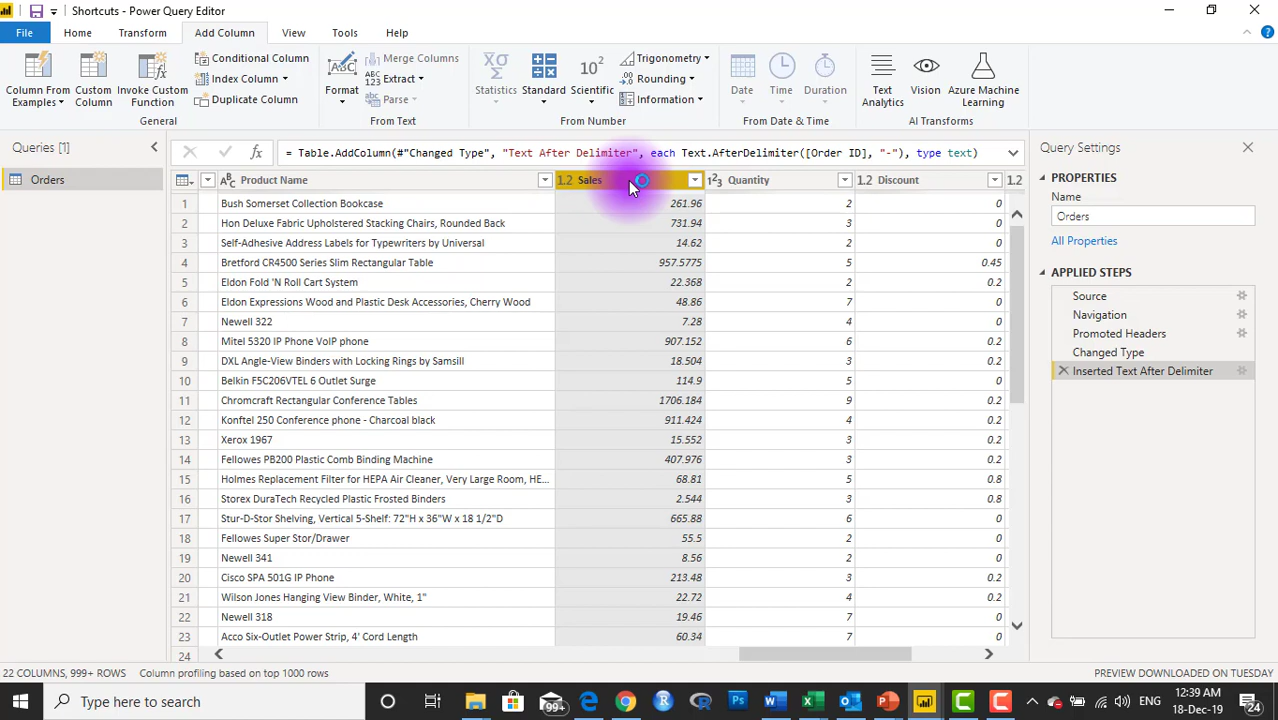 Shortcuts - Power Query Editor
File Home Transform Add Column View Tools Help
Column From Examples
Custom Column
Invoke Custom Function
Conditional Column
Index Column
Duplicate Column
General
Format
Merge Columns
Extract
Parse
From Text
Statistics
Standard
Scientific
Trigonometry
Rounding
Information
From Number
Date
Time
Duration
From Date & Time
Text Analytics
Vision
Azure Machine Learning
AI Transforms
Queries [1]
Orders
= Table.AddColumn(#"Changed Type", "Text After Delimiter", each Text.AfterDelimiter([Order ID], "-"), type text)
Product Name 1.2 Sales 1²3 Quantity 1.2 Discount 1.2
1 Bush Somerset Collection Bookcase 261.96 2 0
2 Hon Deluxe Fabric Upholstered Stacking Chairs, Rounded Back 731.94 3 0
3 Self-Adhesive Address Labels for Typewriters by Universal 14.62 2 0
4 Bretford CR4500 Series Slim Rectangular Table 957.5775 5 0.45
5 Eldon Fold 'N Roll Cart System 22.368 2 0.2
6 Eldon Expressions Wood and Plastic Desk Accessories, Cherry Wood 48.86 7 0
7 Newell 322 7.28 4 0
8 Mitel 5320 IP Phone VoIP phone 907.152 6 0.2
9 DXL Angle-View Binders with Locking Rings by Samsill 18.504 3 0.2
10 Belkin F5C206VTEL 6 Outlet Surge 114.9 5 0
11 Chromcraft Rectangular Conference Tables 1706.184 9 0.2
12 Konftel 250 Conference phone - Charcoal black 911.424 4 0.2
13 Xerox 1967 15.552 3 0.2
14 Fellowes PB200 Plastic Comb Binding Machine 407.976 3 0.2
15 Holmes Replacement Filter for HEPA Air Cleaner, Very Large Room, HE... 68.81 5 0.8
16 Storex DuraTech Recycled Plastic Frosted Binders 2.544 3 0.8
17 Stur-D-Stor Shelving, Vertical 5-Shelf: 72"H x 36"W x 18 1/2"D 665.88 6 0
18 Fellowes Super Stor/Drawer 55.5 2 0
19 Newell 341 8.56 2 0
20 Cisco SPA 501G IP Phone 213.48 3 0.2
21 Wilson Jones Hanging View Binder, White, 1" 22.72 4 0.2
22 Newell 318 19.46 7 0
23 Acco Six-Outlet Power Strip, 4' Cord Length 60.34 7 0
24
Query Settings
PROPERTIES
Name
Orders
All Properties
APPLIED STEPS
Source
Navigation
Promoted Headers
Changed Type
Inserted Text After Delimiter
22 COLUMNS, 999+ ROWS Column profiling based on top 1000 rows PREVIEW DOWNLOADED ON TUESDAY
Type here to search
99+
ENG
12:39 AM
18-Dec-19
24